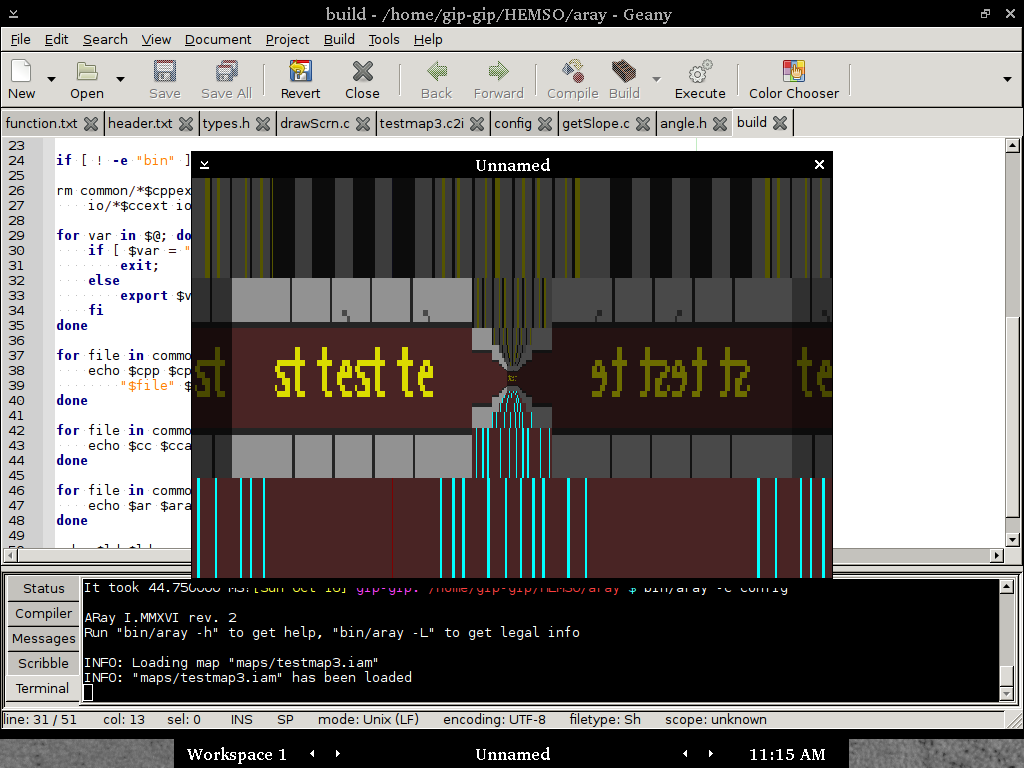 build - /home/gip-gip/HEMSO/aray - Geany
File Edit Search View Document Project Build Tools Help
New Open Save Save All Revert Close Back Forward Compile Build Execute Color Chooser
function.txt header.txt types.h drawScrn.c testmap3.c2i config getSlope.c angle.h build
23
24 if [ ! -e "bin" ]
25
26 rm common/*$cppex
27 io/*$ccext io
28
29 for var in $@; do
30 if [ $var = "
31 exit;
32 else
33 export $v
34 fi
35 done
36
37 for file in commo
38 echo $cpp $cp
39 "$file" $
40 done
41
42 for file in commo
43 echo $cc $cca
44 done
45
46 for file in commo
47 echo $ar $ara
48 done
49
Unnamed
st st test te te test st te
Status
Compiler
Messages
Scribble
Terminal
It took 44.750000 MS![Sun Oct 16] gip-gip: /home/gip-gip/HEMSO/aray $ bin/aray -c config
ARay I.MMXVI rev. 2
Run "bin/aray -h" to get help, "bin/aray -L" to get legal info
INFO: Loading map "maps/testmap3.iam"
INFO: "maps/testmap3.iam" has been loaded
line: 31 / 51 col: 13 sel: 0 INS SP mode: Unix (LF) encoding: UTF-8 filetype: Sh scope: unknown
Workspace 1 Unnamed 11:15 AM